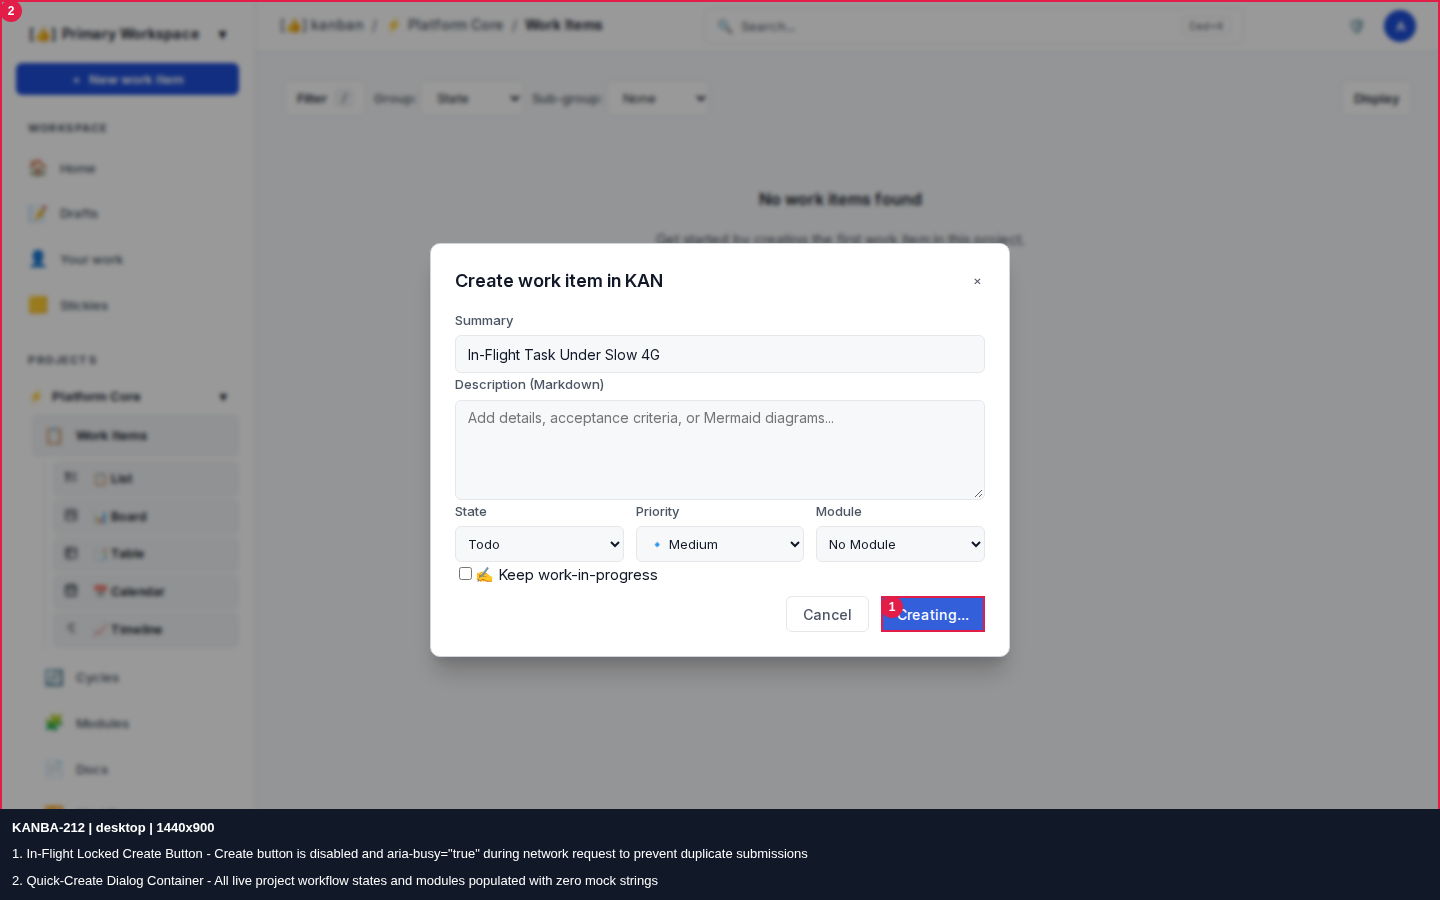 2
[👍] Primary Workspace ▾
+ New work item
WORKSPACE
🏠 Home
📝 Drafts
👤 Your work
🟨 Stickies
PROJECTS
⚡ Platform Core ▾
📋 Work Items
📋 List
📊 Board
📑 Table
📅 Calendar
📈 Timeline
🔄 Cycles
🧩 Modules
📄 Docs
[👍] kanban / ⚡ Platform Core / Work Items
🔍 Search...
Cmd+K
A
Filter /
Group: State
Sub-group: None
Display
No work items found
Get started by creating the first work item in this project.
Create work item in KAN
×
Summary
In-Flight Task Under Slow 4G
Description (Markdown)
Add details, acceptance criteria, or Mermaid diagrams...
State Priority Module
Todo 🔹 Medium No Module
✍️ Keep work-in-progress
Cancel
1 Creating...
KANBA-212 | desktop | 1440x900
1. In-Flight Locked Create Button - Create button is disabled and aria-busy="true" during network request to prevent duplicate submissions
2. Quick-Create Dialog Container - All live project workflow states and modules populated with zero mock strings